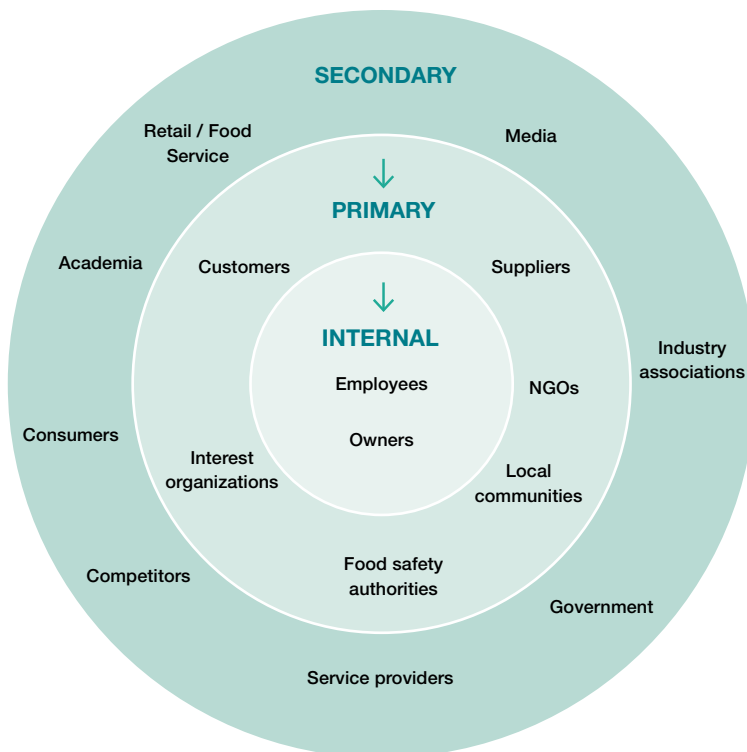 SECONDARY
Retail / Food
Service
Media
PRIMARY
Academia
Customers
Suppliers
INTERNAL
Industry
associations
Employees
NGOs
Consumers
Owners
Interest
organizations
Local
communities
Competitors
Food safety
authorities
Government
Service providers